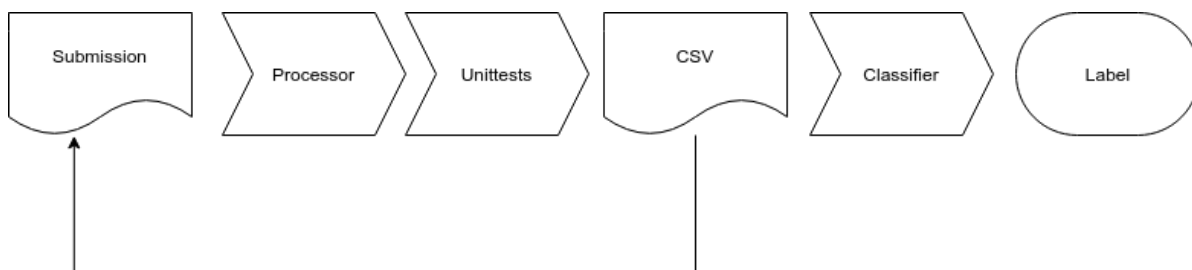 Submission
Processor
Unittests
CSV
Classifier
Label